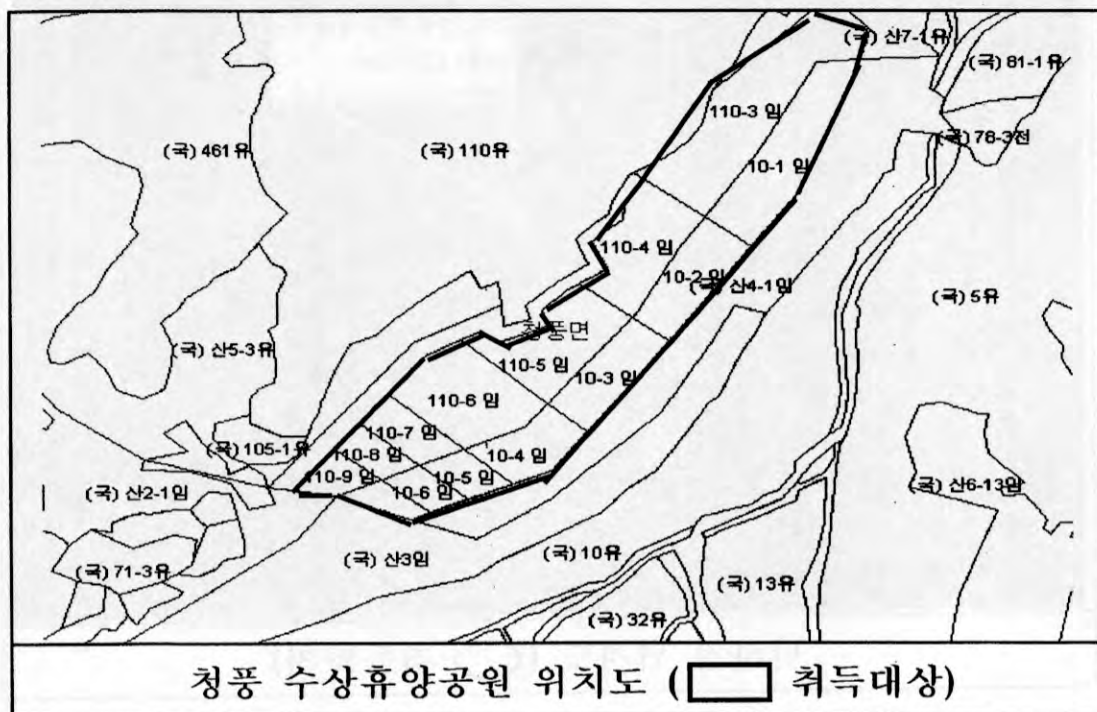 (국) 산7-1유
(국) 81-1유
110-3 임
(국) 78-3전
(국) 461유
(국) 110유
10-1 임
110-4 임
10-2 임
(국) 산4-1임
(국) 5유
청풍면
(국) 산5-3유
110-5 임
10-3 임
110-6 임
110-7 임
(국) 105-1유
110-8 임
10-4 임
110-9 임
10-5 임
(국) 산2-1임
10-6 임
(국) 산6-13임
(국) 산3임
(국) 10유
(국) 71-3유
(국) 13유
(국) 32유
청풍 수상휴양공원 위치도 ( 취득대상)